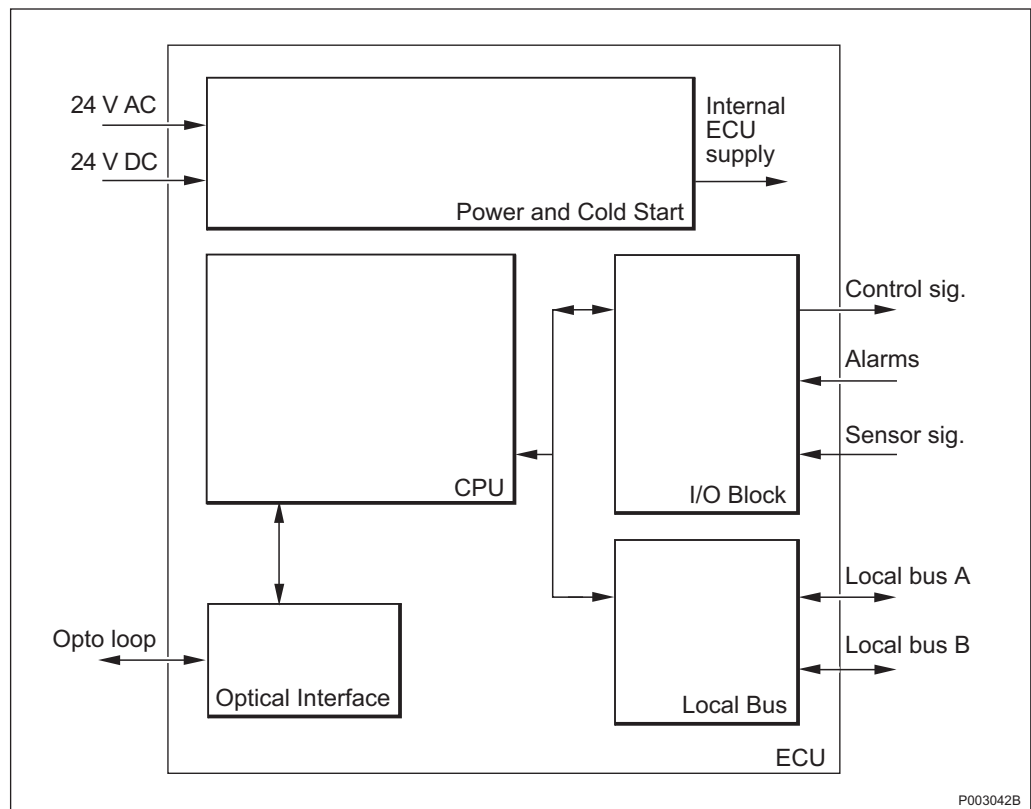 24 V AC
24 V DC
Internal
ECU
supply
Power and Cold Start
Control sig.
Alarms
Sensor sig.
CPU
I/O Block
Local bus A
Opto loop
Local bus B
Optical Interface
Local Bus
ECU
P003042B